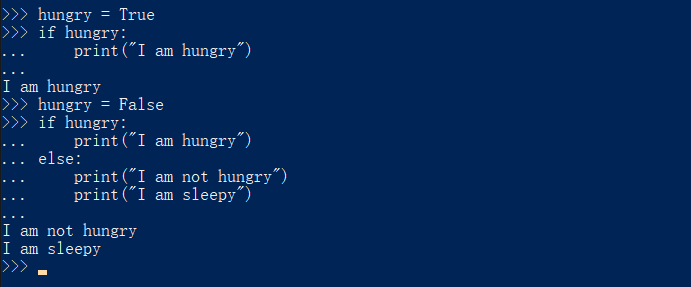 >>> hungry = True
>>> if hungry:
...     print("I am hungry")
...
I am hungry
>>> hungry = False
>>> if hungry:
...     print("I am hungry")
... else:
...     print("I am not hungry")
...     print("I am sleepy")
...
I am not hungry
I am sleepy
>>>